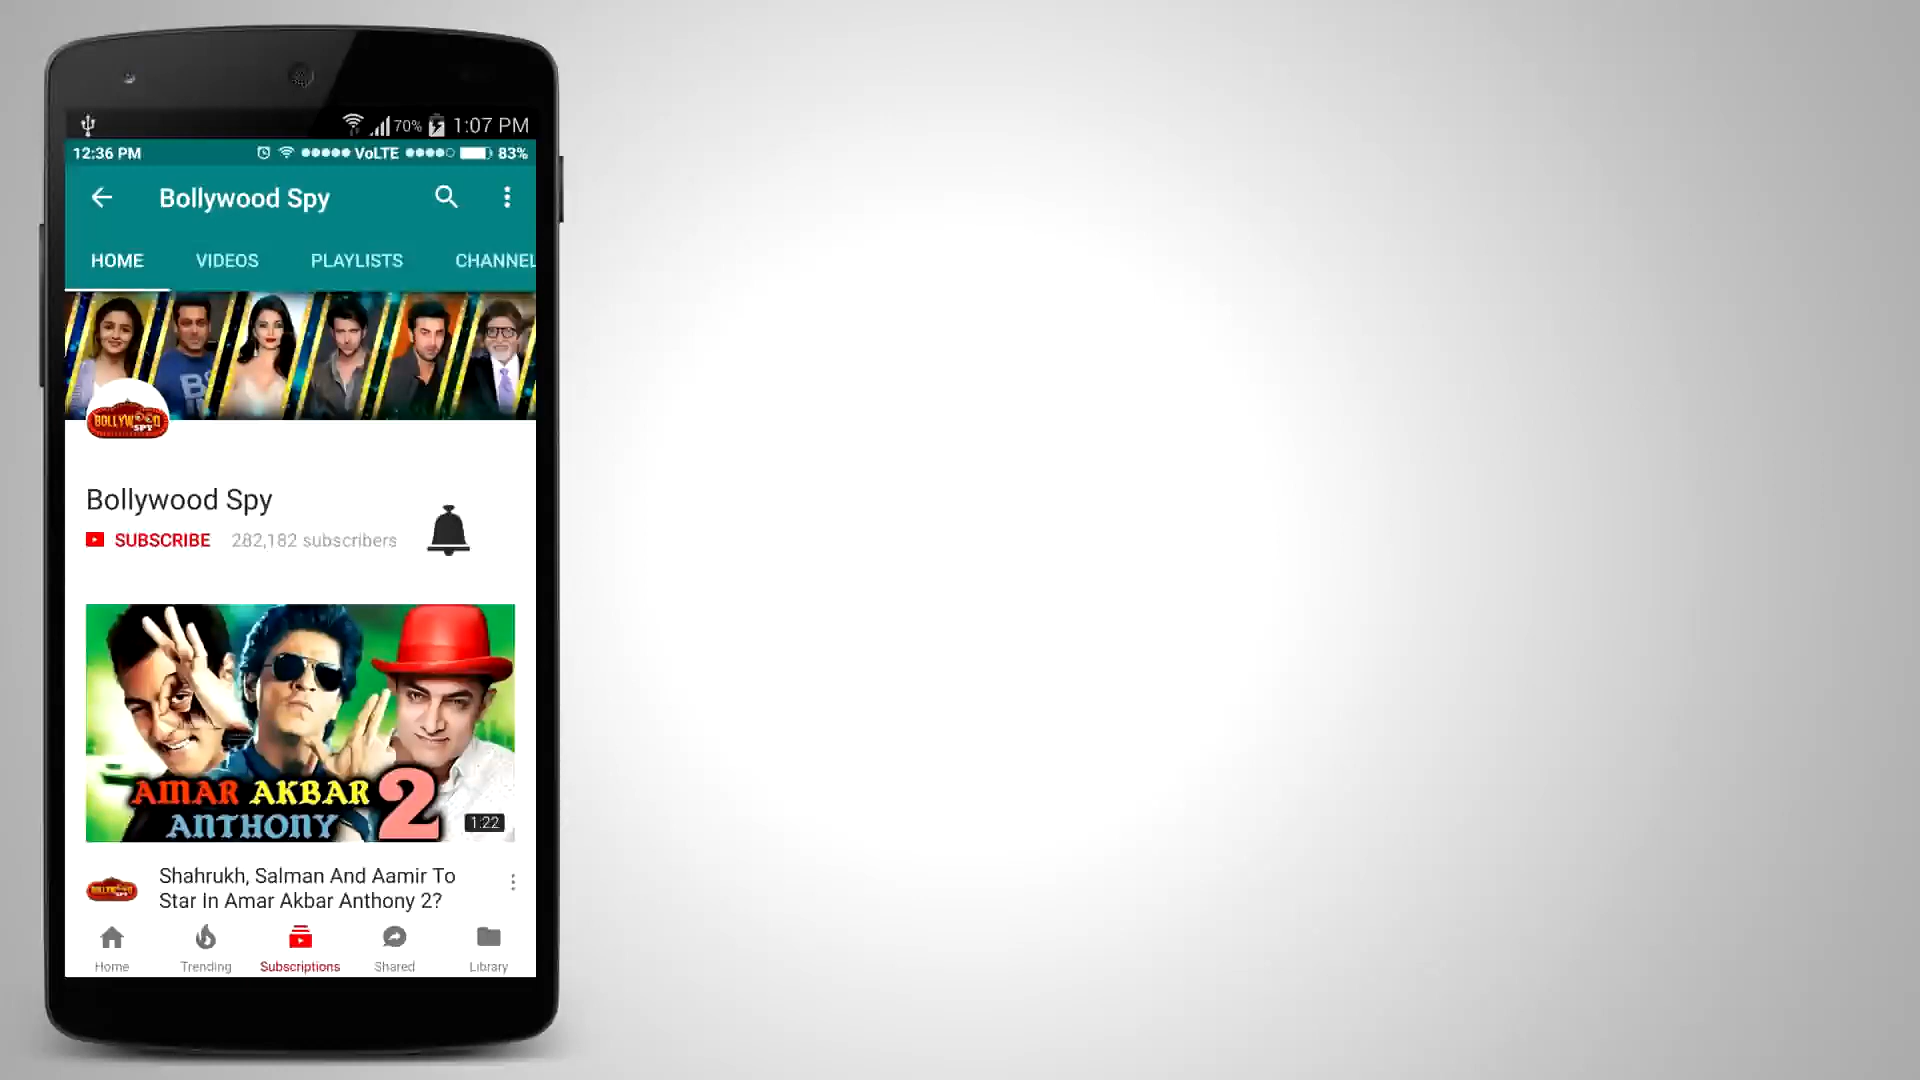 70% 1:07 PM
12:36 PM VoLTE 83%
Bollywood Spy
HOME VIDEOS PLAYLISTS CHANNEL
BOLLYWOOD
SPY
Bollywood Spy
SUBSCRIBE 282,182 subscribers
AMAR AKBAR 2
ANTHONY
1:22
Shahrukh, Salman And Aamir To
Star In Amar Akbar Anthony 2?
Home Trending Subscriptions Shared Library